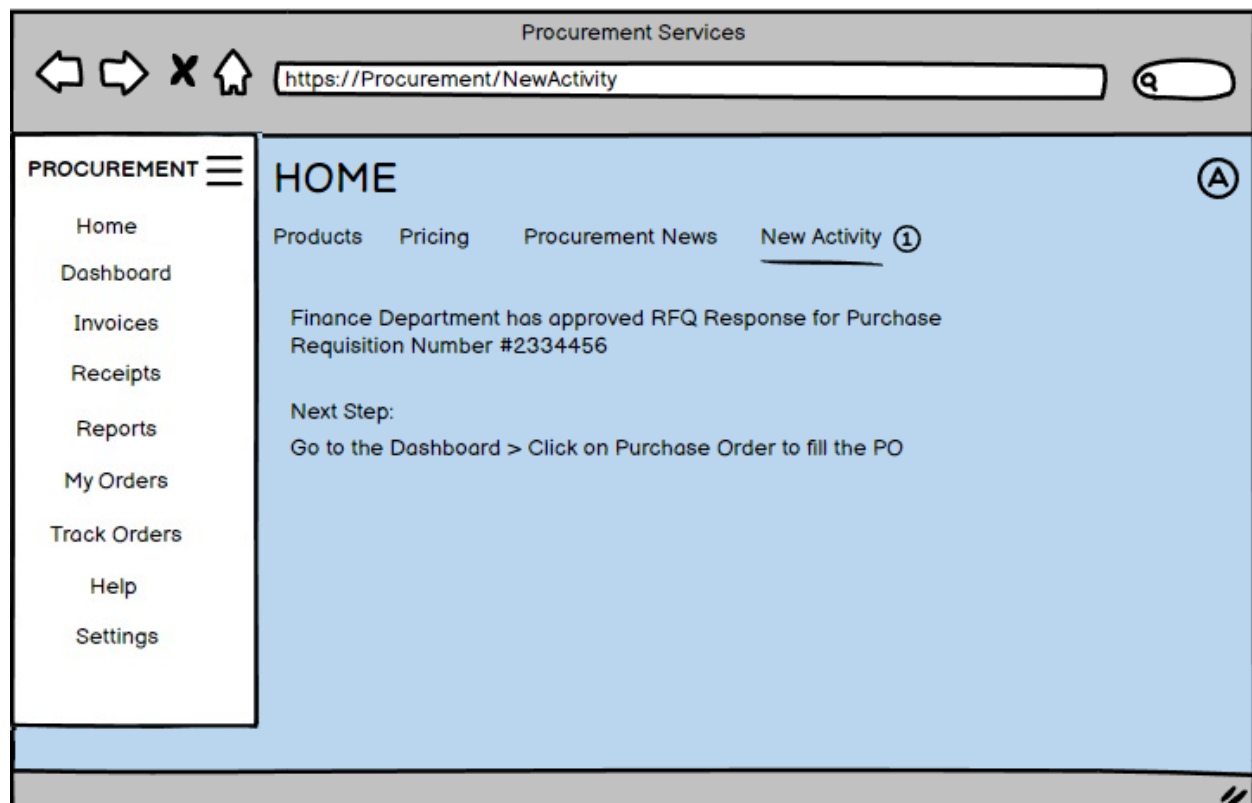 Procurement Services
https://Procurement/NewActivity
PROCUREMENT
Home
Dashboard
Invoices
Receipts
Reports
My Orders
Track Orders
Help
Settings
HOME
A
Products Pricing Procurement News New Activity 1
Finance Department has approved RFQ Response for Purchase
Requisition Number #2334456
Next Step:
Go to the Dashboard > Click on Purchase Order to fill the PO